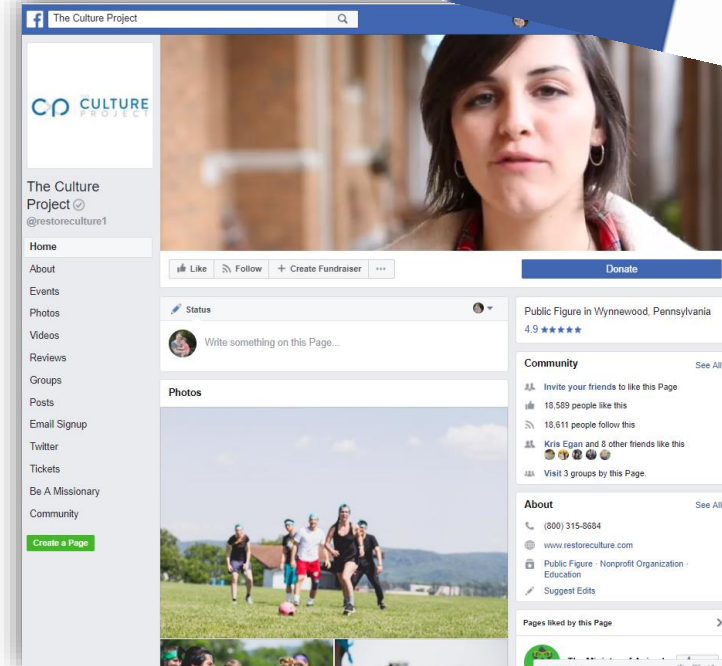 The Culture Project
CP CULTURE
PROJECT
The Culture
Project
@restoreculture1
Home
About
Events
Photos
Videos
Reviews
Groups
Posts
Email Signup
Twitter
Tickets
Be A Missionary
Community
Create a Page
Like Follow + Create Fundraiser ...
Donate
Status
Write something on this Page...
Photos
Public Figure in Wynnewood, Pennsylvania
4.9 ★★★★★
Community See All
Invite your friends to like this Page
18,589 people like this
18,611 people follow this
Kris Egan and 8 other friends like this
Visit 3 groups by this Page.
About See All
(800) 315-8684
www.restoreculture.com
Public Figure · Nonprofit Organization ·
Education
Suggest Edits
Pages liked by this Page